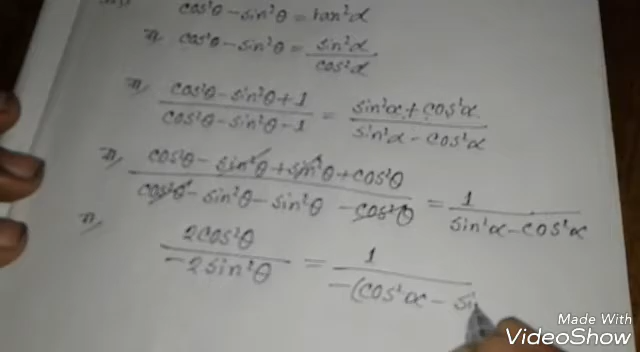 cos²θ - sin²θ = tan²α
বা, cos²θ - sin²θ = sin²α / cos²α
বা, (cos²θ - sin²θ + 1) / (cos²θ - sin²θ - 1) = (sin²α + cos²α) / (sin²α - cos²α)
বা, (cos²θ - sin²θ + sin²θ + cos²θ) / (cos²θ - sin²θ - sin²θ - cos²θ) = 1 / (sin²α - cos²α)
বা, 2cos²θ / -2sin²θ = 1 / -(cos²α - si
Made With
VideoShow